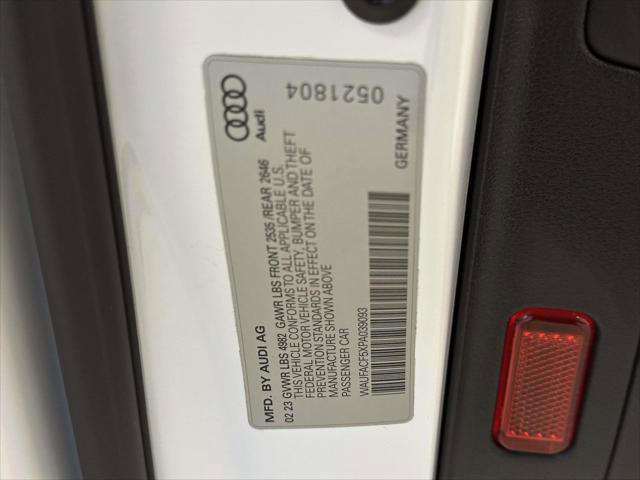 0521804
Audi
GERMANY
MFD. BY AUDI AG
02 23 GVWR LBS 4982 GAWR LBS FRONT 2535 /REAR 2646
THIS VEHICLE CONFORMS TO ALL APPLICABLE U.S.
FEDERAL MOTOR VEHICLE SAFETY, BUMPER AND THEFT
PREVENTION STANDARDS IN EFFECT ON THE DATE OF
MANUFACTURE SHOWN ABOVE
PASSENGER CAR
WAUFACF5XPA039093